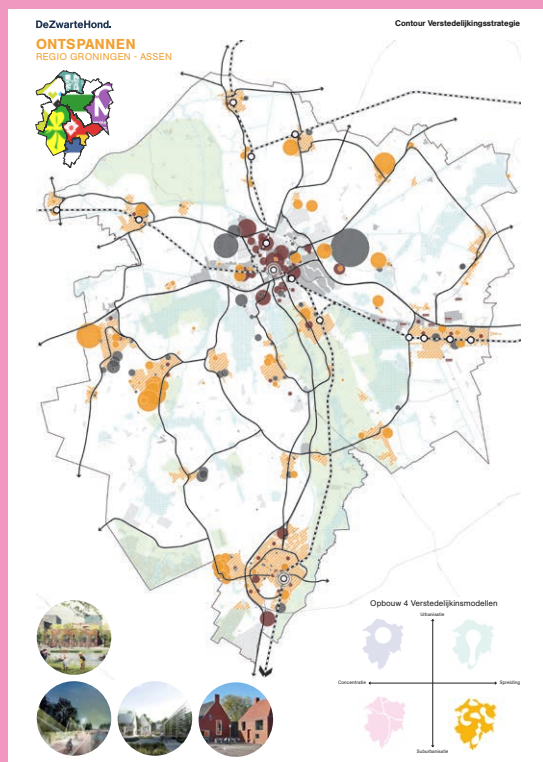 DeZwarteHond.
Contour Verstedelijkingsstrategie
ONTSPANNEN
REGIO GRONINGEN - ASSEN
Opbouw 4 Verstedelijkinsmodellen
Urbanisatie
Concentratie
Spreiding
Suburbanisatie